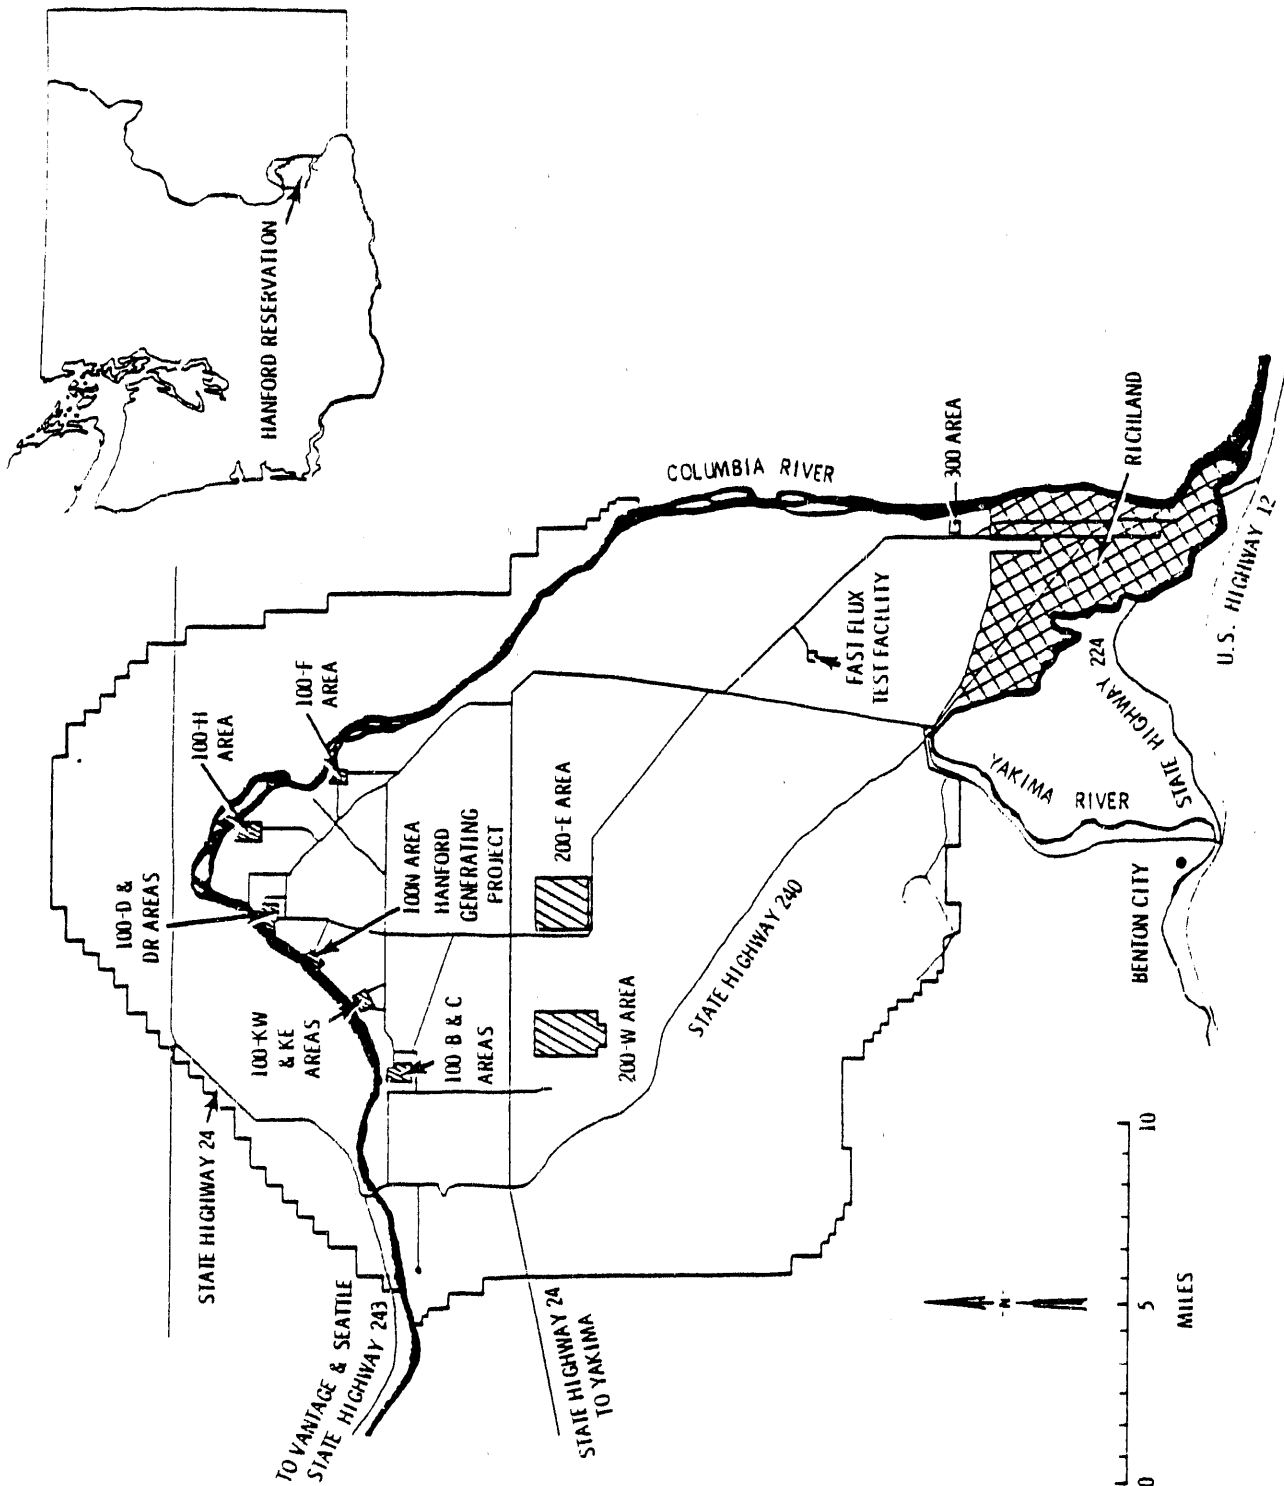 HANFORD RESERVATION
STATE HIGHWAY 24
100-D &
DR AREAS
100-H
AREA
100-F
AREA
TO VANTAGE & SEATTLE
STATE HIGHWAY 243
100-KW
& KE
AREAS
100N AREA
HANFORD
GENERATING
PROJECT
100 B & C
AREAS
COLUMBIA RIVER
STATE HIGHWAY 24
TO YAKIMA
200-W AREA
200-E AREA
STATE HIGHWAY 240
FAST FLUX
TEST FACILITY
300 AREA
RICHLAND
YAKIMA RIVER
STATE HIGHWAY 224
BENTON CITY
U.S. HIGHWAY 12
N
0 5 10
MILES